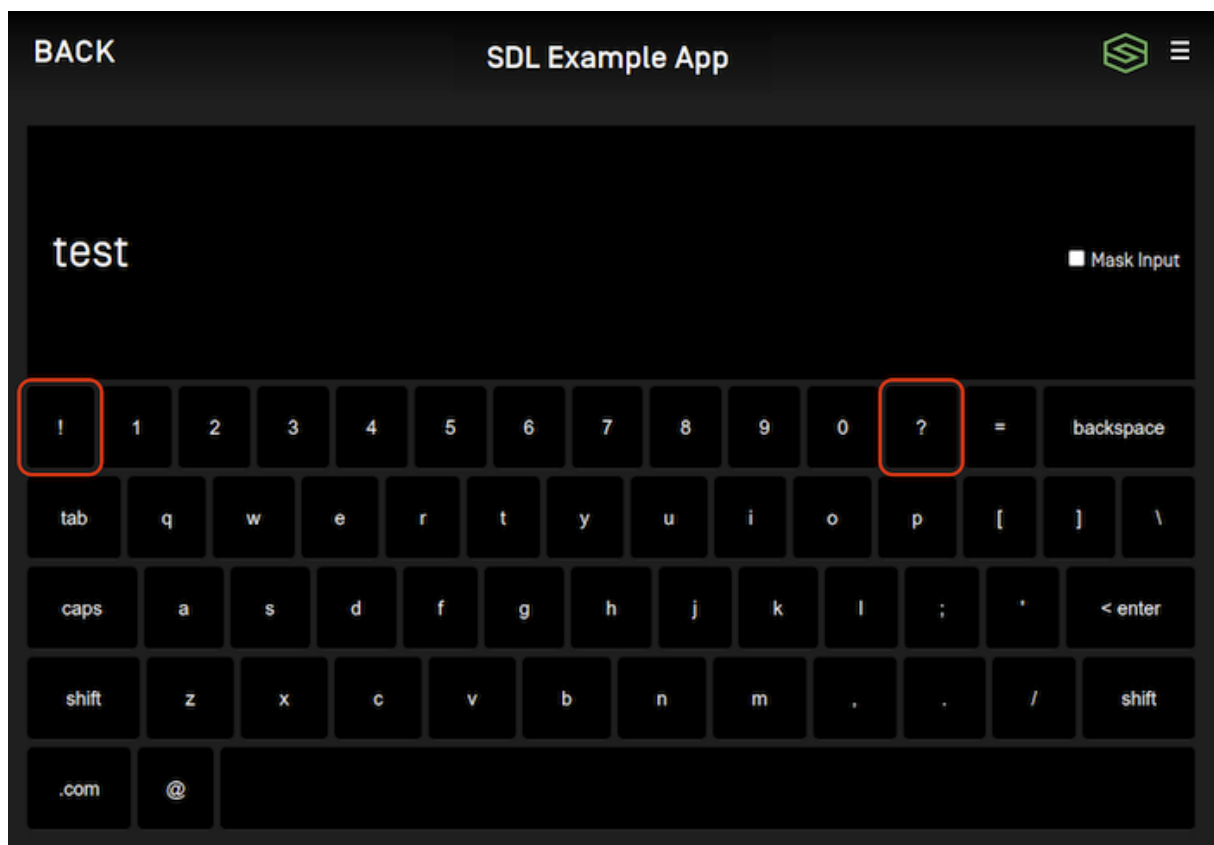 BACK SDL Example App ☰
test
Mask Input
! 1 2 3 4 5 6 7 8 9 0 ? = backspace
tab q w e r t y u i o p [ ] \
caps a s d f g h j k l ; ' < enter
shift z x c v b n m , . / shift
.com @